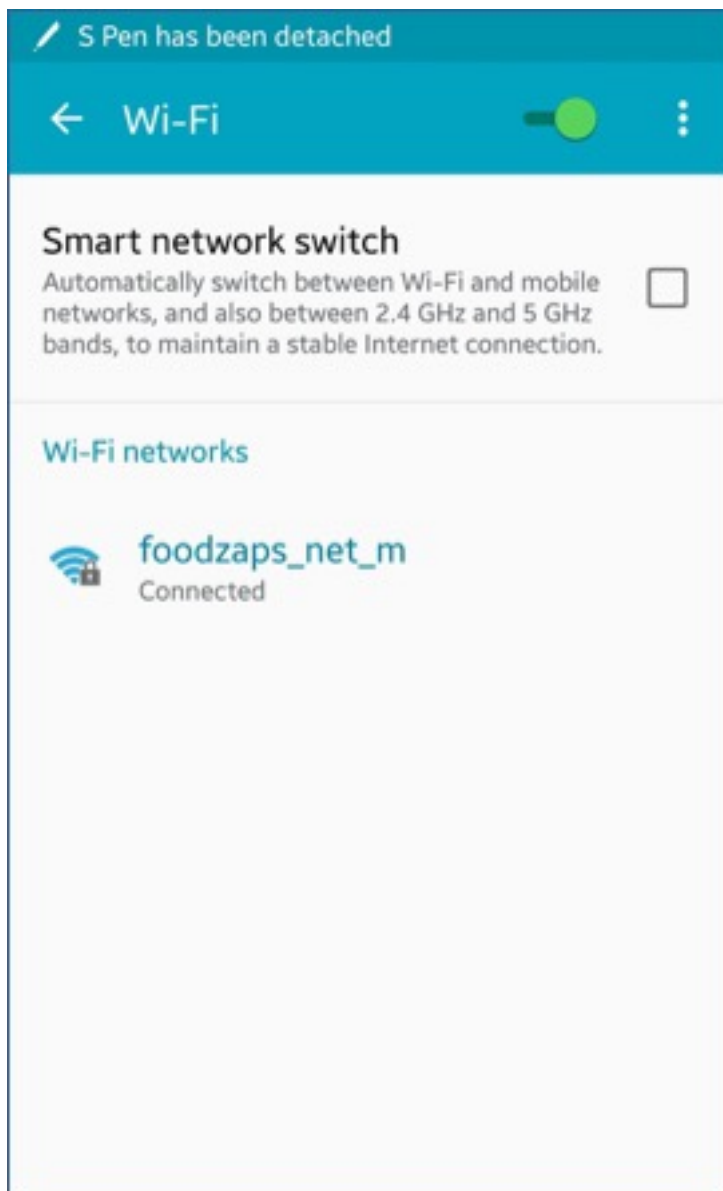 S Pen has been detached
Wi-Fi
Smart network switch
Automatically switch between Wi-Fi and mobile
networks, and also between 2.4 GHz and 5 GHz
bands, to maintain a stable Internet connection.
Wi-Fi networks
foodzaps_net_m
Connected